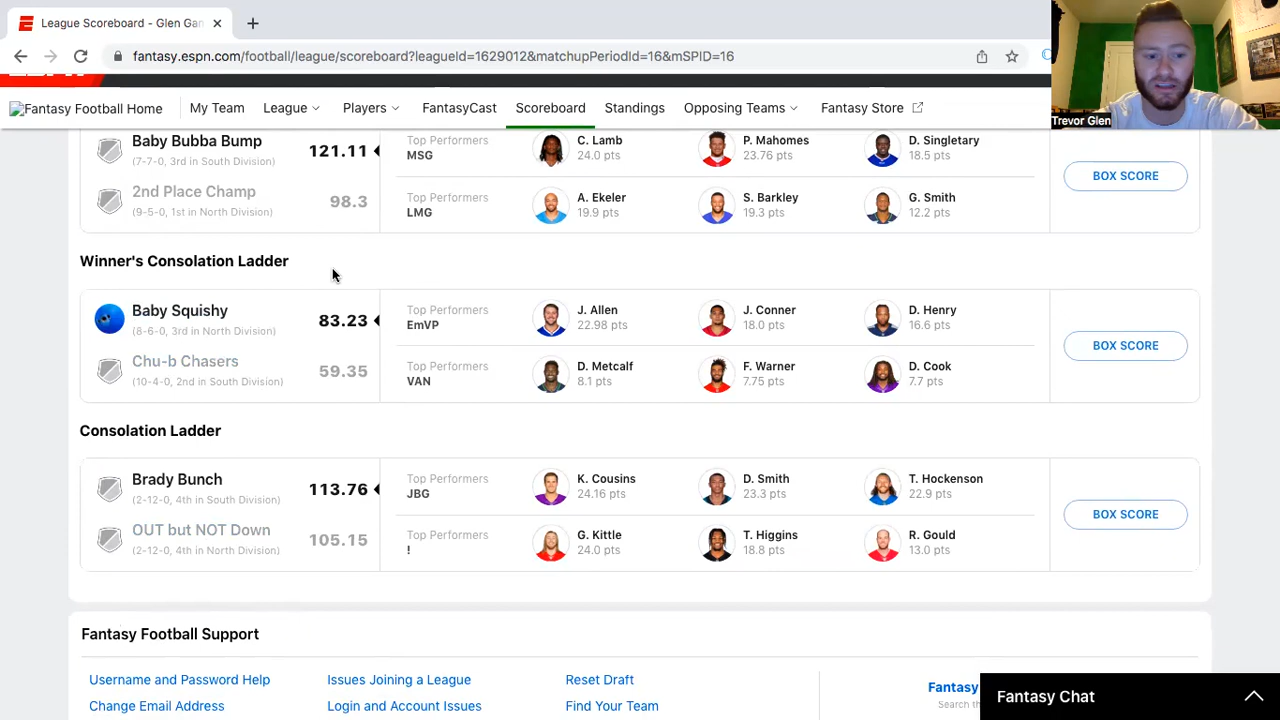 League Scoreboard - Glen Gan
fantasy.espn.com/football/league/scoreboard?leagueId=1629012&matchupPeriodId=16&mSPID=16
Trevor Glen
Fantasy Football Home
My Team
League
Players
FantasyCast
Scoreboard
Standings
Opposing Teams
Fantasy Store
Baby Bubba Bump
(7-7-0, 3rd in South Division)
121.11
Top Performers
MSG
C. Lamb
24.0 pts
P. Mahomes
23.76 pts
D. Singletary
18.5 pts
2nd Place Champ
(9-5-0, 1st in North Division)
98.3
Top Performers
LMG
A. Ekeler
19.9 pts
S. Barkley
19.3 pts
G. Smith
12.2 pts
BOX SCORE
Winner's Consolation Ladder
Baby Squishy
(8-6-0, 3rd in North Division)
83.23
Top Performers
EmVP
J. Allen
22.98 pts
J. Conner
18.0 pts
D. Henry
16.6 pts
Chu-b Chasers
(10-4-0, 2nd in South Division)
59.35
Top Performers
VAN
D. Metcalf
8.1 pts
F. Warner
7.75 pts
D. Cook
7.7 pts
BOX SCORE
Consolation Ladder
Brady Bunch
(2-12-0, 4th in South Division)
113.76
Top Performers
JBG
K. Cousins
24.16 pts
D. Smith
23.3 pts
T. Hockenson
22.9 pts
OUT but NOT Down
(2-12-0, 4th in North Division)
105.15
Top Performers
!
G. Kittle
24.0 pts
T. Higgins
18.8 pts
R. Gould
13.0 pts
BOX SCORE
Fantasy Football Support
Username and Password Help
Issues Joining a League
Reset Draft
Change Email Address
Login and Account Issues
Find Your Team
Fantasy
Search th
Fantasy Chat